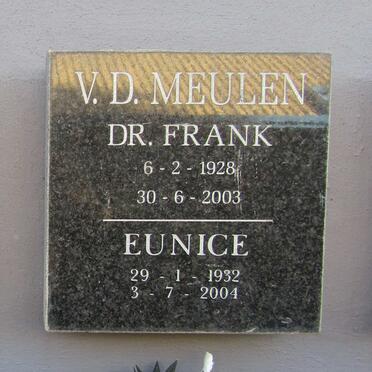 V. D. MEULEN
DR. FRANK
6 - 2 - 1928
30 - 6 - 2003
EUNICE
29 - 1 - 1932
3 - 7 - 2004